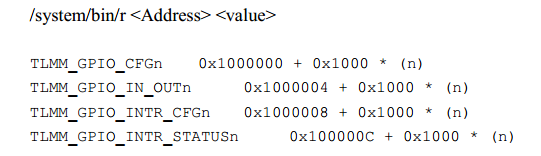 /system/bin/r <Address> <value>
TLMM_GPIO_CFGn 0x1000000 + 0x1000 * (n)
TLMM_GPIO_IN_OUTn 0x1000004 + 0x1000 * (n)
TLMM_GPIO_INTR_CFGn 0x1000008 + 0x1000 * (n)
TLMM_GPIO_INTR_STATUSn 0x100000C + 0x1000 * (n)